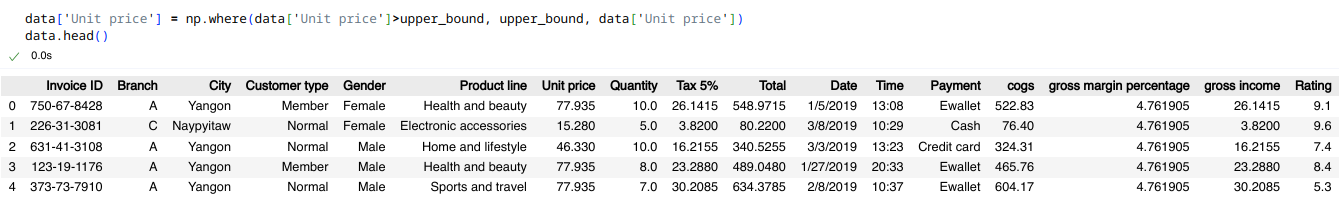 data['Unit price'] = np.where(data['Unit price']>upper_bound, upper_bound, data['Unit price'])
data.head()
✓ 0.0s
Invoice ID Branch City Customer type Gender Product line Unit price Quantity Tax 5% Total Date Time Payment cogs gross margin percentage gross income Rating
0 750-67-8428 A Yangon Member Female Health and beauty 77.935 10.0 26.1415 548.9715 1/5/2019 13:08 Ewallet 522.83 4.761905 26.1415 9.1
1 226-31-3081 C Naypyitaw Normal Female Electronic accessories 15.280 5.0 3.8200 80.2200 3/8/2019 10:29 Cash 76.40 4.761905 3.8200 9.6
2 631-41-3108 A Yangon Normal Male Home and lifestyle 46.330 10.0 16.2155 340.5255 3/3/2019 13:23 Credit card 324.31 4.761905 16.2155 7.4
3 123-19-1176 A Yangon Member Male Health and beauty 77.935 8.0 23.2880 489.0480 1/27/2019 20:33 Ewallet 465.76 4.761905 23.2880 8.4
4 373-73-7910 A Yangon Normal Male Sports and travel 77.935 7.0 30.2085 634.3785 2/8/2019 10:37 Ewallet 604.17 4.761905 30.2085 5.3